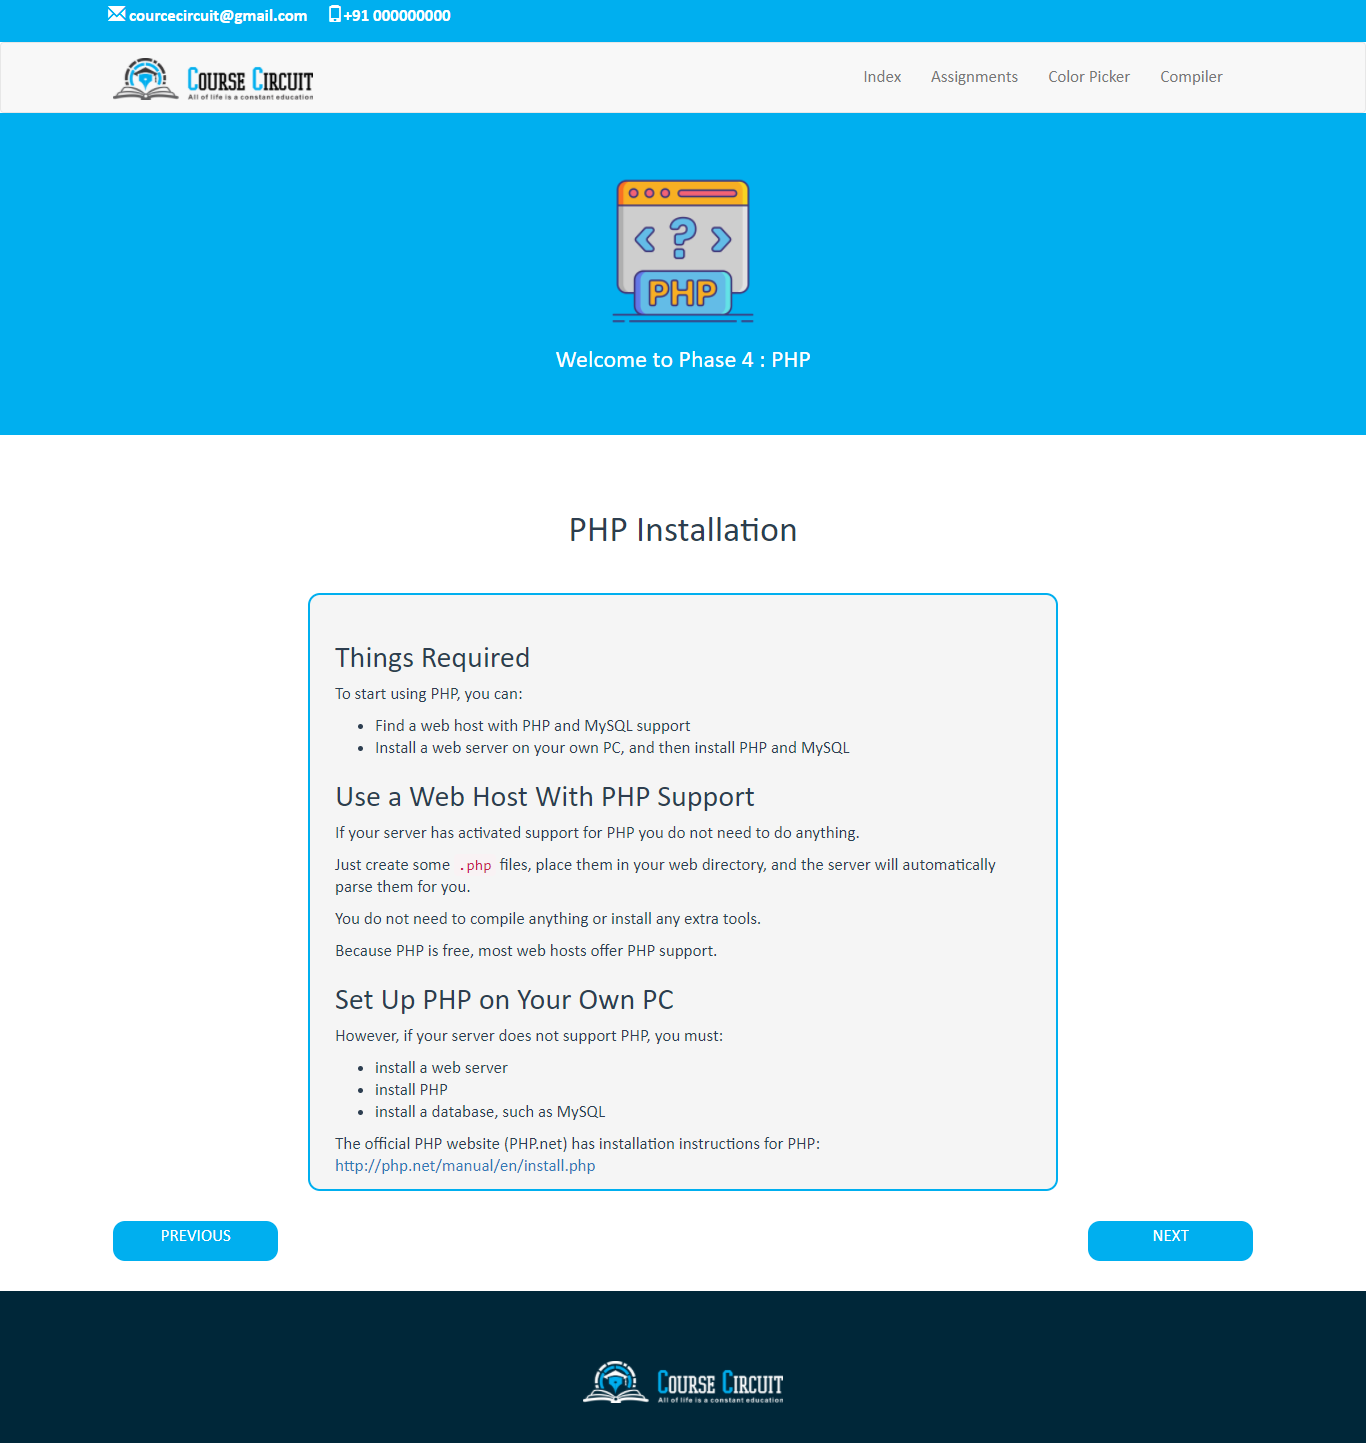 courcecircuit@gmail.com +91 000000000
COURSE CIRCUIT
All of life is a constant education
Index Assignments Color Picker Compiler
< ? >
PHP
Welcome to Phase 4 : PHP
PHP Installation
Things Required
To start using PHP, you can:
• Find a web host with PHP and MySQL support
• Install a web server on your own PC, and then install PHP and MySQL
Use a Web Host With PHP Support
If your server has activated support for PHP you do not need to do anything.
Just create some .php files, place them in your web directory, and the server will automatically
parse them for you.
You do not need to compile anything or install any extra tools.
Because PHP is free, most web hosts offer PHP support.
Set Up PHP on Your Own PC
However, if your server does not support PHP, you must:
• install a web server
• install PHP
• install a database, such as MySQL
The official PHP website (PHP.net) has installation instructions for PHP:
http://php.net/manual/en/install.php
PREVIOUS NEXT
COURSE CIRCUIT
All of life is a constant education